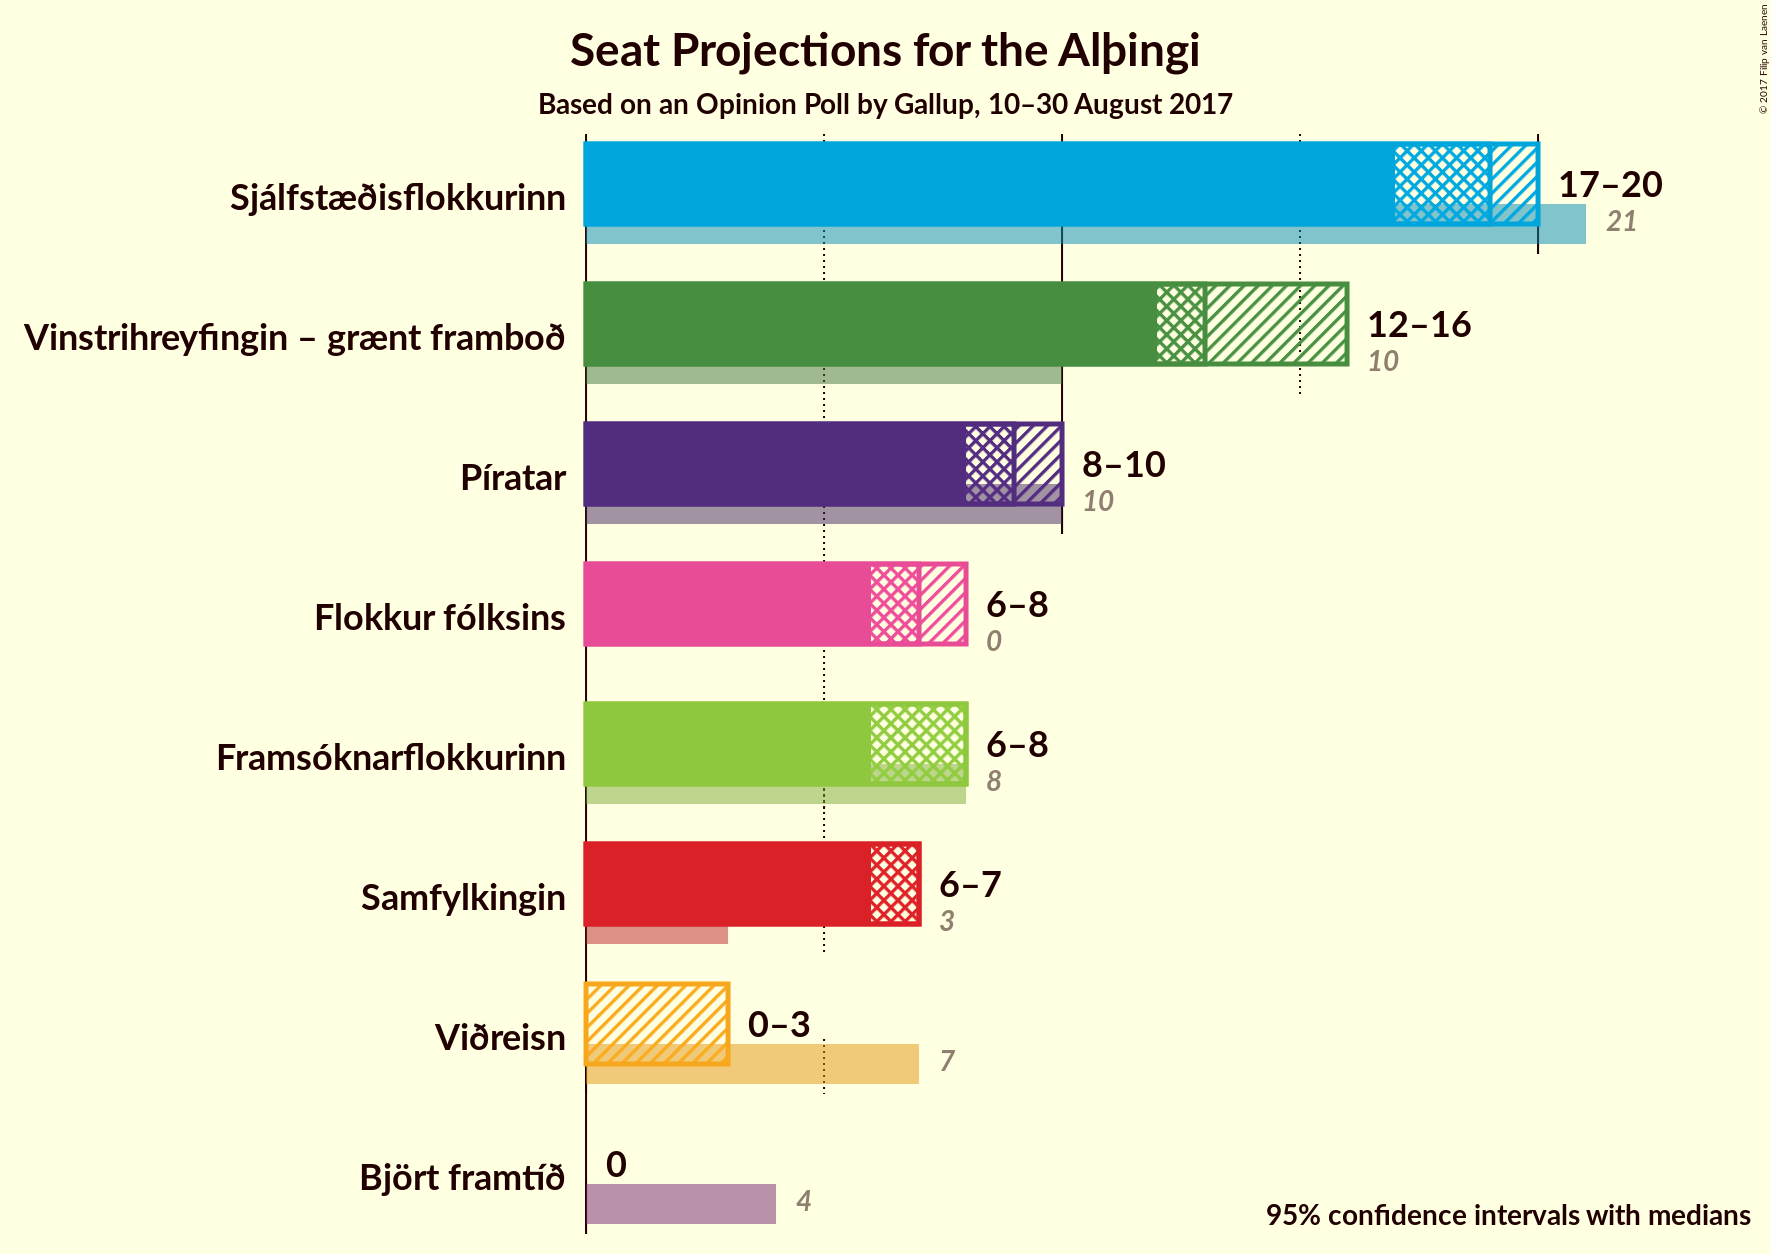 Seat Projections for the Alþingi
Based on an Opinion Poll by Gallup, 10–30 August 2017
© 2017 Filip van Laenen
Sjálfstæðisflokkurinn
17–20
21
Vinstrihreyfingin – grænt framboð
12–16
10
Píratar
8–10
10
Flokkur fólksins
6–8
0
Framsóknarflokkurinn
6–8
8
Samfylkingin
6–7
3
Viðreisn
0–3
7
Björt framtíð
0
4
95% confidence intervals with medians